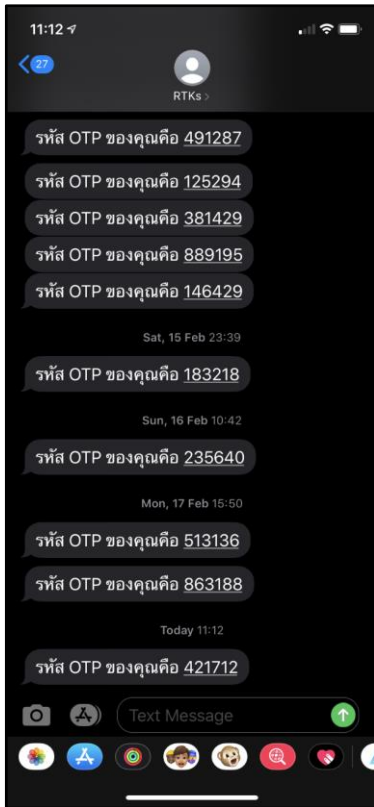 11:12
27
RTKs
รหัส OTP ของคุณคือ 491287
รหัส OTP ของคุณคือ 125294
รหัส OTP ของคุณคือ 381429
รหัส OTP ของคุณคือ 889195
รหัส OTP ของคุณคือ 146429
Sat, 15 Feb 23:39
รหัส OTP ของคุณคือ 183218
Sun, 16 Feb 10:42
รหัส OTP ของคุณคือ 235640
Mon, 17 Feb 15:50
รหัส OTP ของคุณคือ 513136
รหัส OTP ของคุณคือ 863188
Today 11:12
รหัส OTP ของคุณคือ 421712
Text Message